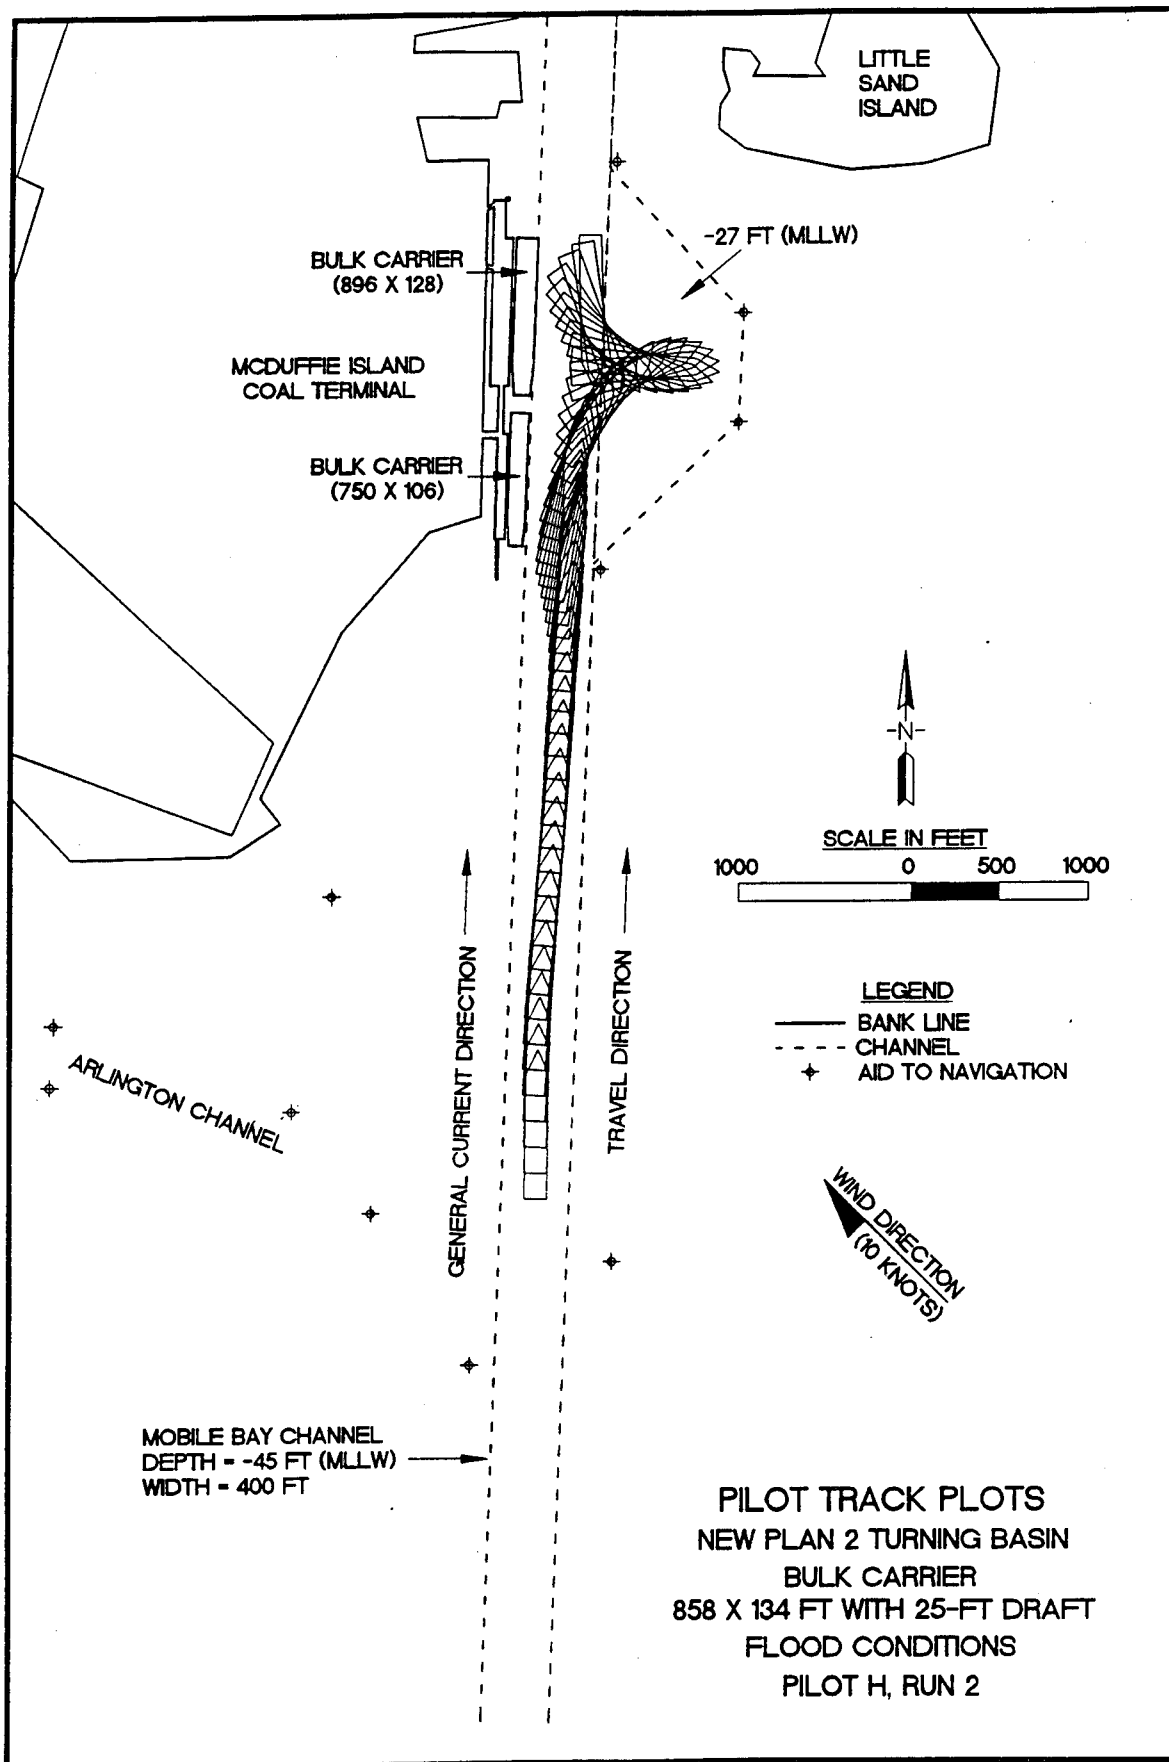 LITTLE
SAND
ISLAND
-27 FT (MLLW)
BULK CARRIER
(896 X 128)
MCDUFFIE ISLAND
COAL TERMINAL
BULK CARRIER
(750 X 106)
-N-
SCALE IN FEET
1000 0 500 1000
LEGEND
BANK LINE
CHANNEL
AID TO NAVIGATION
GENERAL CURRENT DIRECTION
TRAVEL DIRECTION
ARLINGTON CHANNEL
WIND DIRECTION
(10 KNOTS)
MOBILE BAY CHANNEL
DEPTH = -45 FT (MLLW)
WIDTH = 400 FT
PILOT TRACK PLOTS
NEW PLAN 2 TURNING BASIN
BULK CARRIER
858 X 134 FT WITH 25-FT DRAFT
FLOOD CONDITIONS
PILOT H, RUN 2